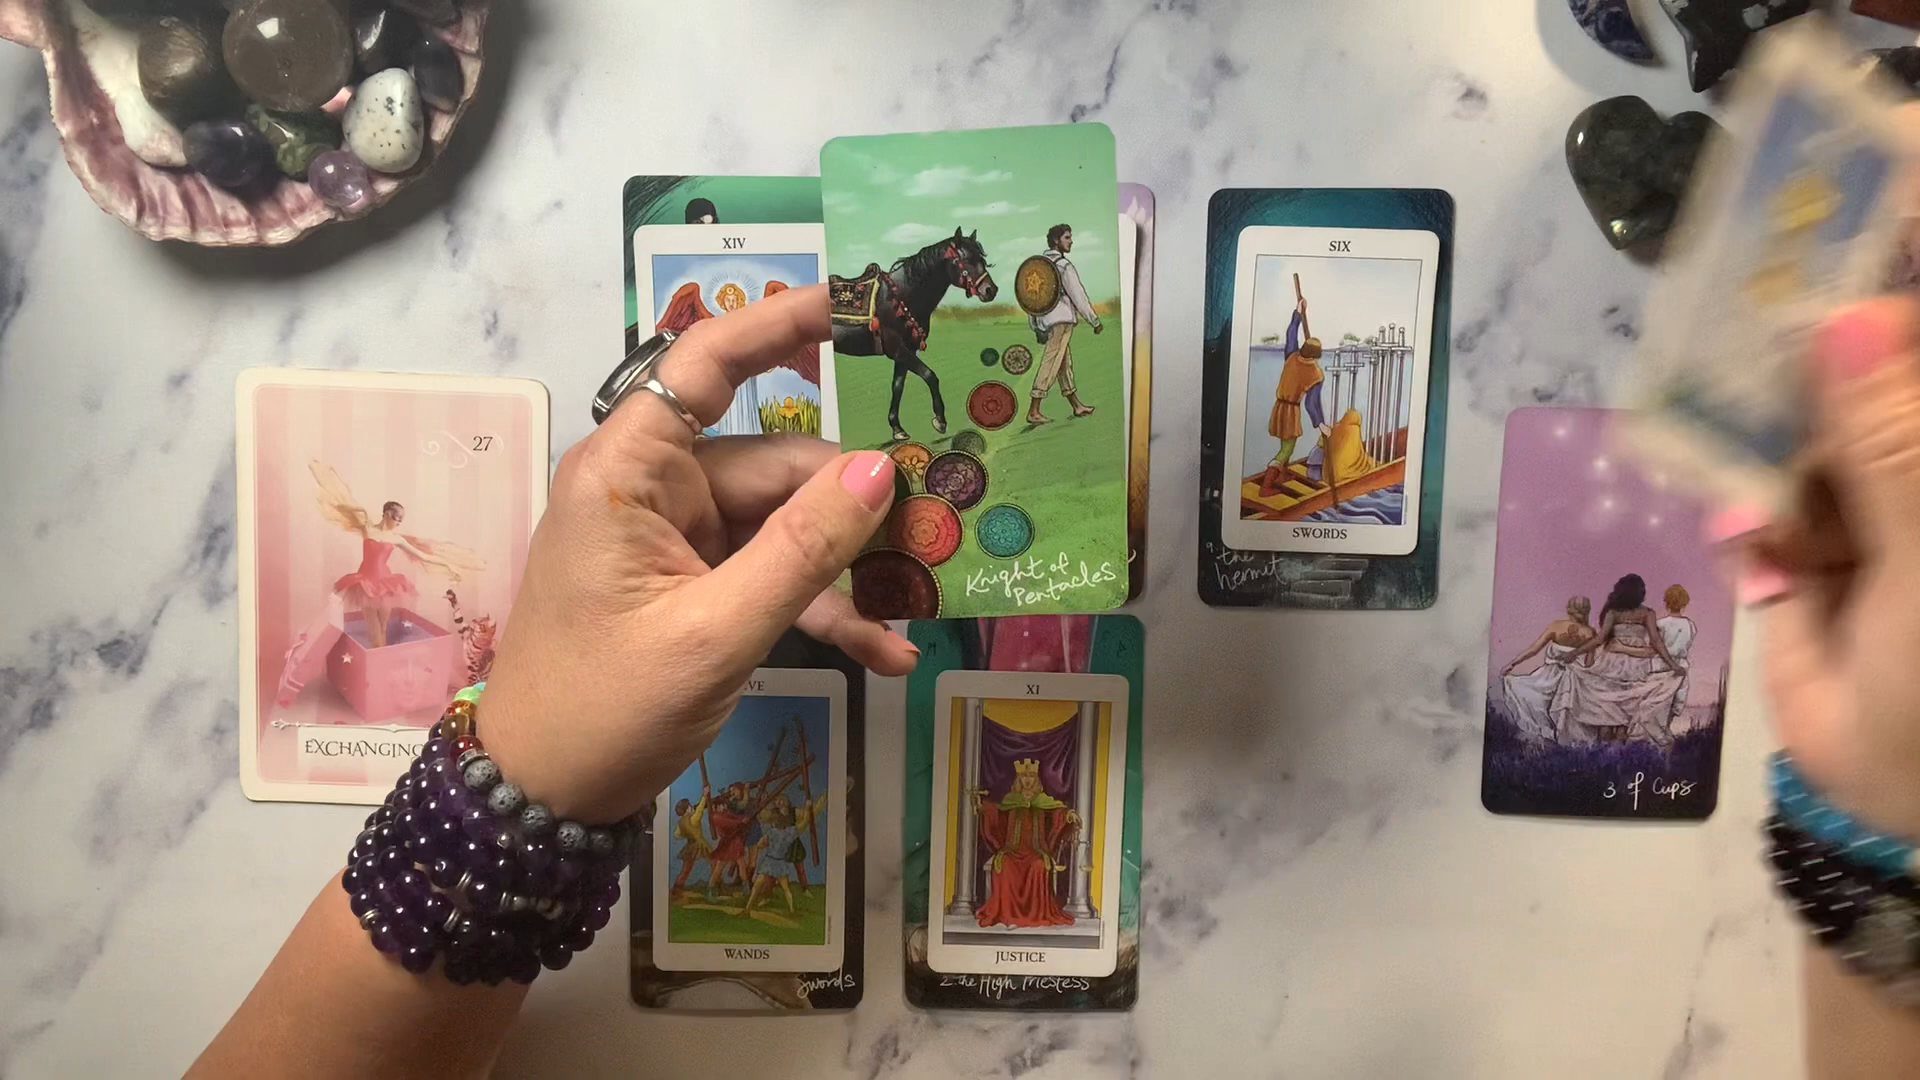 XIV
SIX
27
Knight of
Pentacles
SWORDS
9 the
hermit
XI
EXCHANGING
3 of Cups
WANDS
JUSTICE
Swords
2. the High Priestess